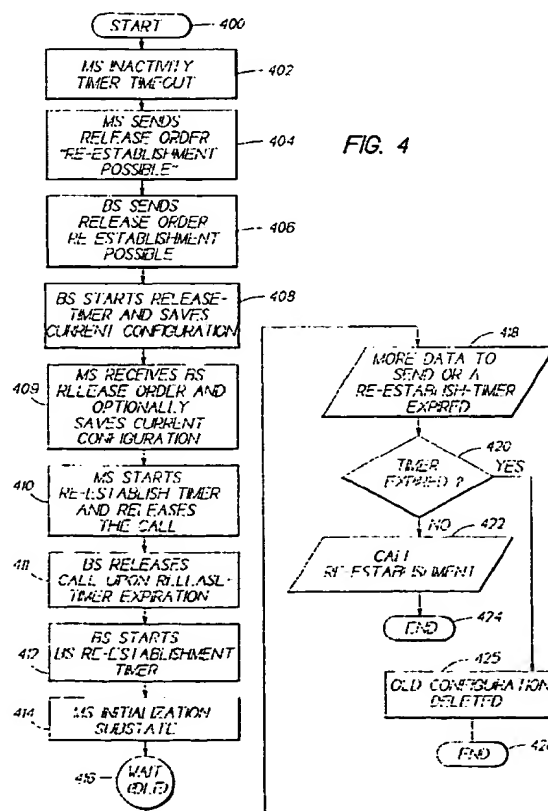 START
400
MS INACTIVITY
TIMER TIMEOUT
402
MS SENDS
RELEASE ORDER
"RE-ESTABLISHMENT
POSSIBLE"
404
FIG. 4
BS SENDS
RELEASE ORDER
RE ESTABLISHMENT
POSSIBLE
406
BS STARTS RELEASE-
TIMER AND SAVES
CURRENT CONFIGURATION
408
409
MS RECEIVES BS
RELEASE ORDER AND
OPTIONALLY
SAVES CURRENT
CONFIGURATION
410
MS STARTS
RE-ESTABLISH TIMER
AND RELEASES
THE CALL
411
BS RELEASES
CALL UPON RELEASE-
TIMER EXPIRATION
412
BS STARTS
BS RE-ESTABLISHMENT
TIMER
414
MS INITIALIZATION
SUBSTATE
416
WAIT
(IDLE)
418
MORE DATA TO
SEND OR A
RE-ESTABLISH-TIMER
EXPIRED
420
TIMER
EXPIRED ?
YES
NO
422
CALL
RE-ESTABLISHMENT
END
424
425
OLD CONFIGURATION
DELETED
END